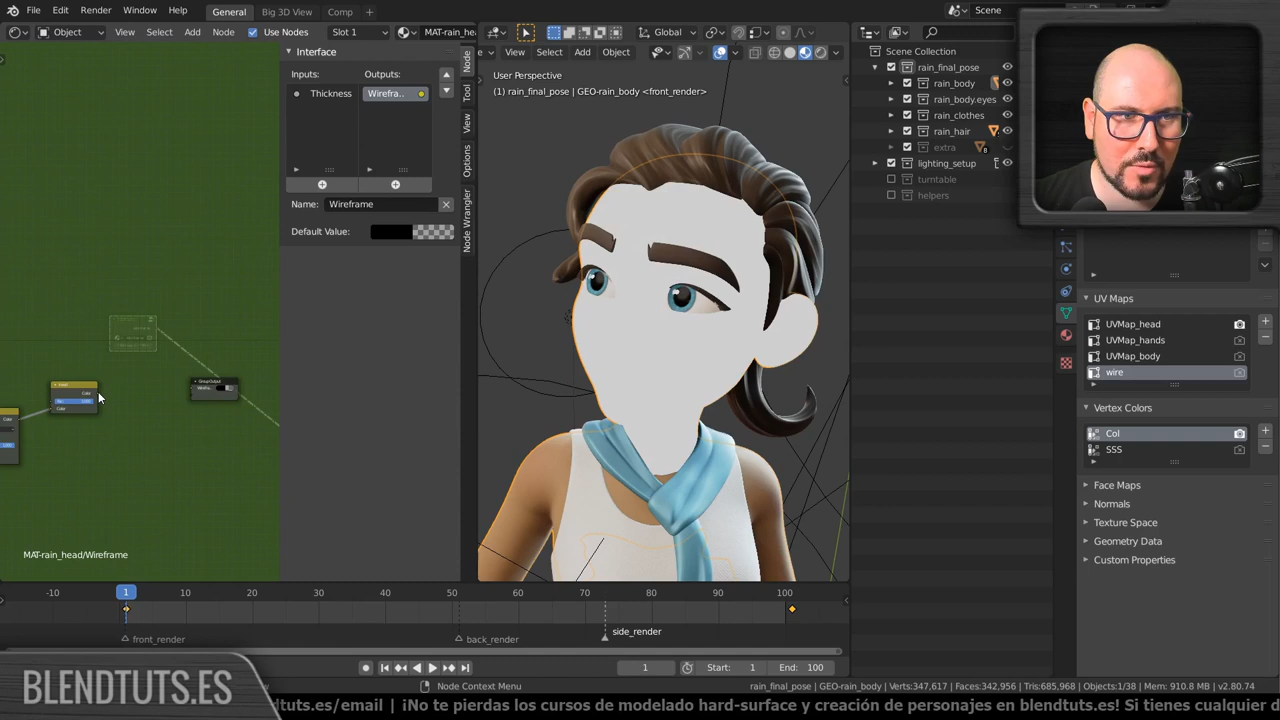 File Edit Render Window Help General Big 3D View Comp + Scene
Object View Select Add Node Use Nodes Slot 1 MAT-rain_hea Global
View Select Add Object
Interface
Inputs: Outputs:
Thickness Wirefra..
Name: Wireframe
Default Value:
Node
Tool
View
Options
Node Wrangler
User Perspective
(1) rain_final_pose | GEO-rain_body <front_render>
Scene Collection
rain_final_pose
rain_body
rain_body.eyes
rain_clothes
rain_hair
extra
lighting_setup
turntable
helpers
UV Maps
UVMap_head
UVMap_hands
UVMap_body
wire
Vertex Colors
Col
SSS
Face Maps
Normals
Texture Space
Geometry Data
Custom Properties
MAT-rain_head/Wireframe
-10 1 10 20 30 40 50 60 70 80 90 100
front_render back_render side_render
1 Start: 1 End: 100
Node Context Menu
rain_final_pose | GEO-rain_body | Verts:347,617 | Faces:342,956 | Tris:685,968 | Objects:1/38 | Mem: 910.8 MB | v2.80.74
BLENDTUTS.ES
tuts.es/email | ¡No te pierdas los cursos de modelado hard-surface y creación de personajes en blendtuts.es! Si tienes cualquier d